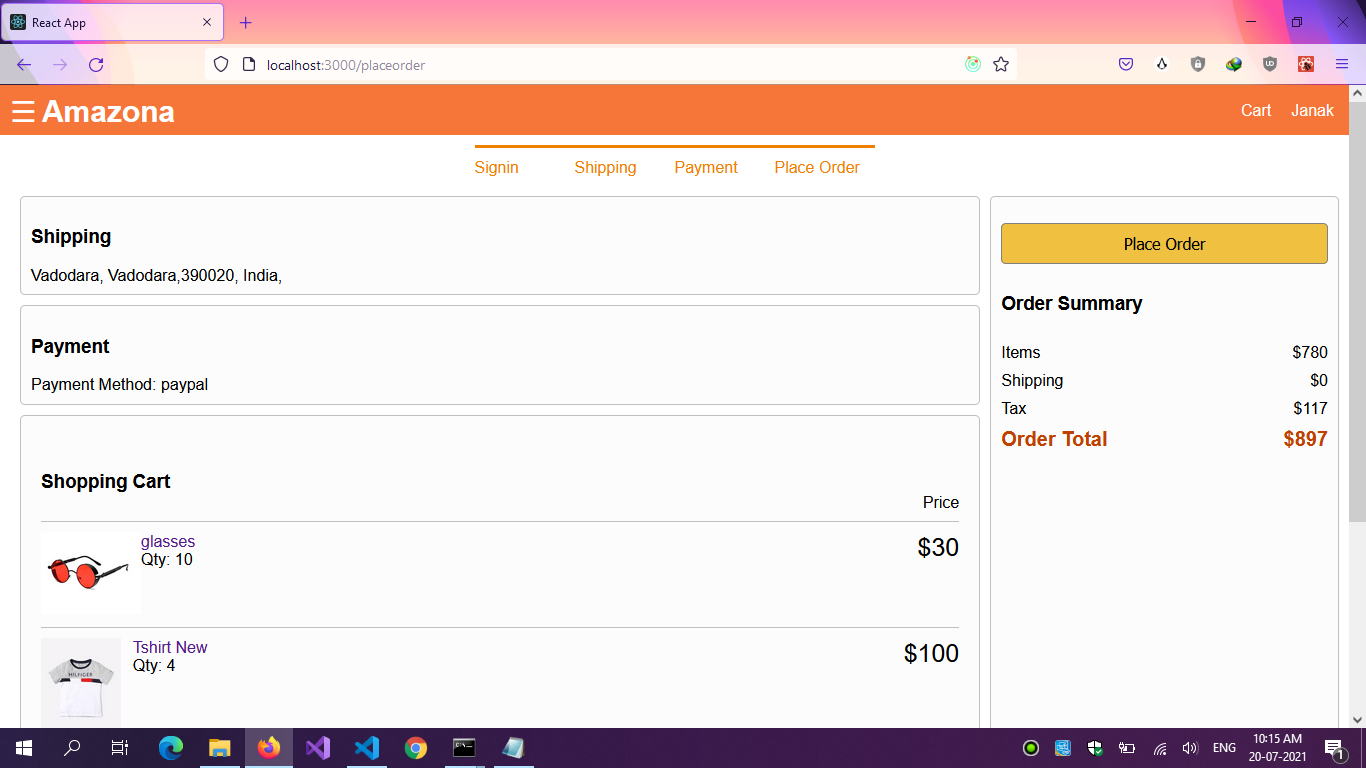 React App
localhost:3000/placeorder
☰ Amazona
Cart Janak
Signin Shipping Payment Place Order
Shipping
Vadodara, Vadodara,390020, India,
Payment
Payment Method: paypal
Shopping Cart
Price
glasses
Qty: 10
$30
Tshirt New
Qty: 4
$100
HILFIGER
Place Order
Order Summary
Items $780
Shipping $0
Tax $117
Order Total $897
ENG
10:15 AM
20-07-2021
1